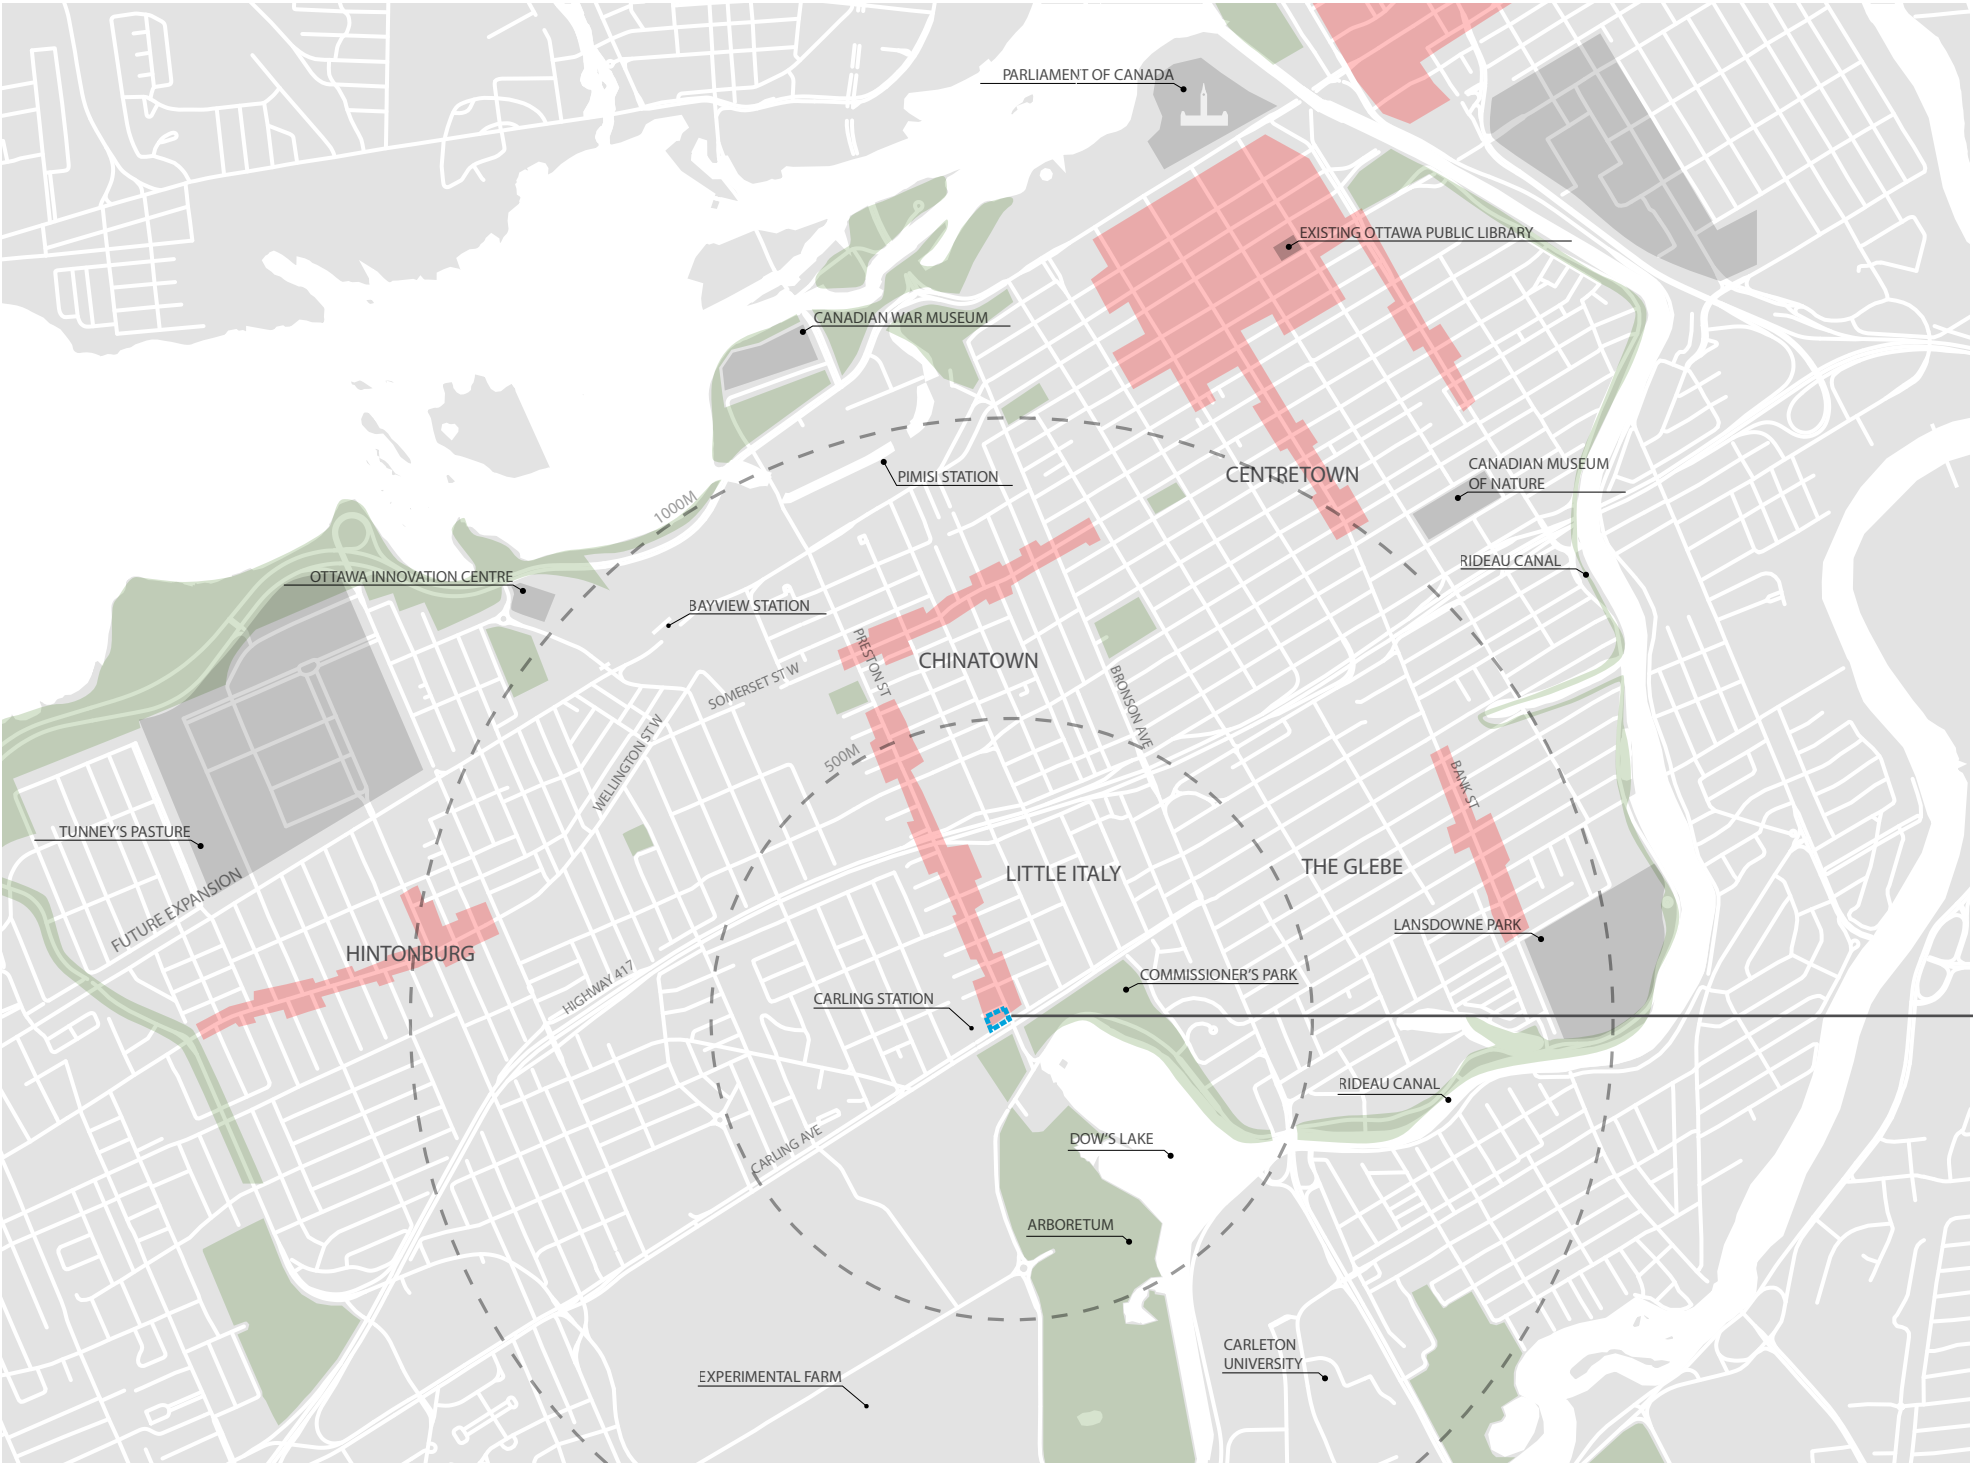 PARLIAMENT OF CANADA
EXISTING OTTAWA PUBLIC LIBRARY
CANADIAN WAR MUSEUM
PIMISI STATION
CENTRETOWN
CANADIAN MUSEUM
OF NATURE
1000M
RIDEAU CANAL
OTTAWA INNOVATION CENTRE
BAYVIEW STATION
PRESTON ST
CHINATOWN
SOMERSET ST W
BRONSON AVE
WELLINGTON ST W
500M
BANK ST
TUNNEY'S PASTURE
LITTLE ITALY
THE GLEBE
FUTURE EXPANSION
LANSDOWNE PARK
HINTONBURG
HIGHWAY 417
COMMISSIONER'S PARK
CARLING STATION
RIDEAU CANAL
DOW'S LAKE
CARLING AVE
ARBORETUM
CARLETON
UNIVERSITY
EXPERIMENTAL FARM